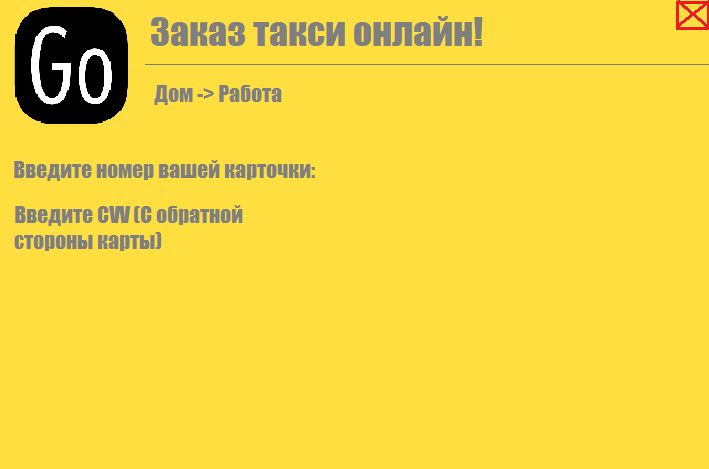 Go
Заказ такси онлайн!
Дом -> Работа
Введите номер вашей карточки:
Введите CVV (С обратной
стороны карты)